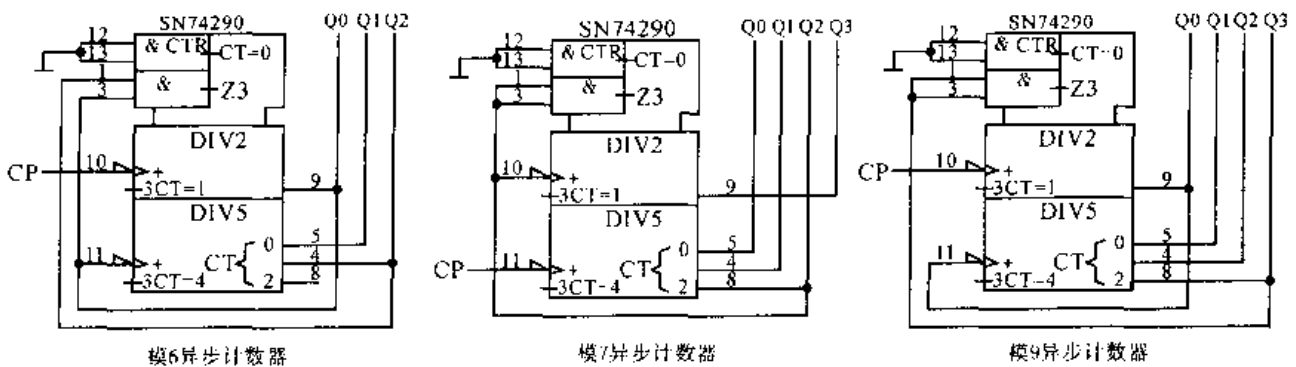 SN74290
Q0 Q1 Q2
12
13
& CTR
CT=0
1
3
&
Z3
DIV2
CP
10
+
3CT=1
9
DIV5
11
+
3CT-4
CT
0
2
5
4
8
模6异步计数器
SN74290
Q0 Q1 Q2 Q3
12
13
& CTR
CT-0
1
3
&
Z3
DIV2
10
+
3CT=1
9
DIV5
CP
11
+
3CT-4
CT
0
2
5
4
8
模7异步计数器
SN74290
Q0 Q1 Q2 Q3
12
13
& CTR
CT-0
1
3
&
Z3
DIV2
CP
10
+
3CT=1
9
DIV5
11
+
3CT-4
CT
0
2
5
4
8
模9异步计数器